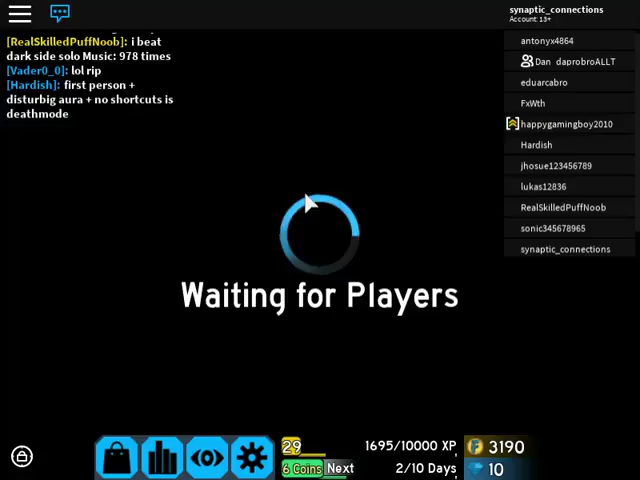 synaptic_connections
Account: 13+
[RealSkilledPuffNoob]: i beat
dark side solo Music: 978 times
[Vader0_0]: lol rip
[Hardish]: first person +
disturbig aura + no shortcuts is
deathmode
antonyx4864
Dan_daprobroALLT
eduarcabro
FxWth
happygamingboy2010
Hardish
jhosue123456789
lukas12836
RealSkilledPuffNoob
sonic345678965
synaptic_connections
Waiting for Players
29
1695/10000 XP
3190
6 Coins Next
2/10 Days
10